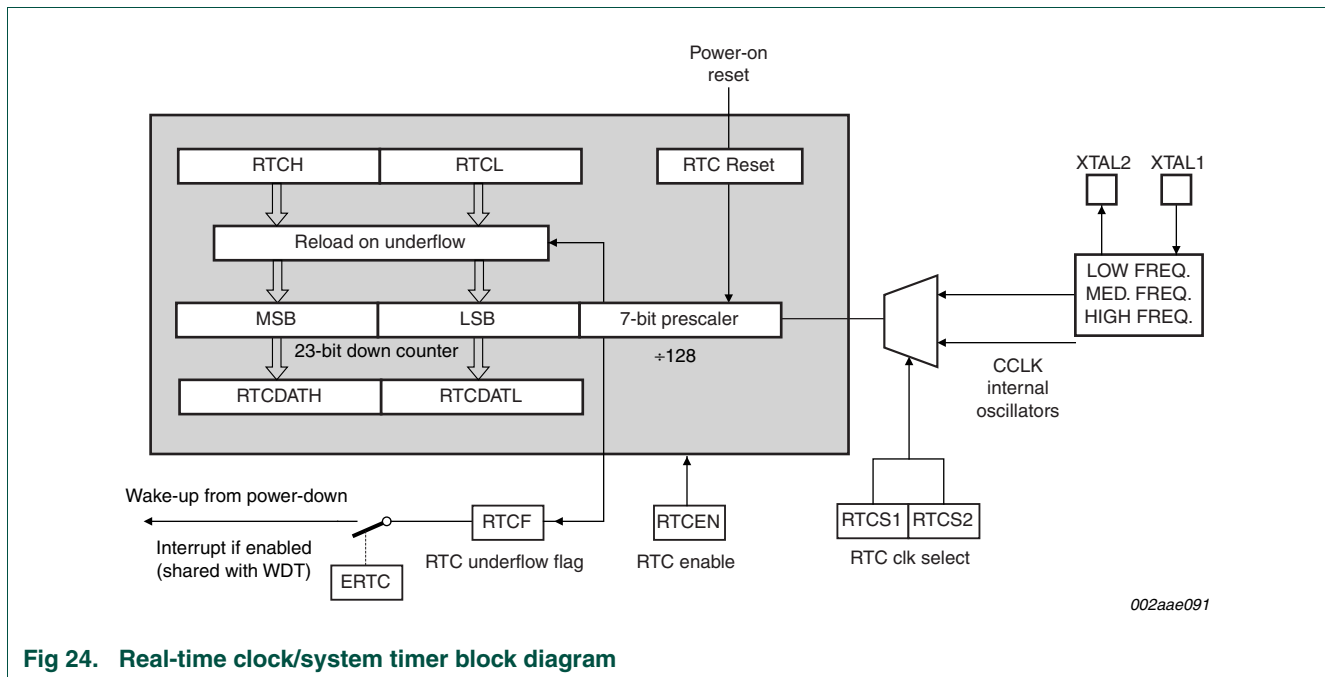 Power-on
reset
RTCH
RTCL
RTC Reset
XTAL2
XTAL1
Reload on underflow
LOW FREQ.
MED. FREQ.
HIGH FREQ.
MSB
LSB
7-bit prescaler
23-bit down counter
÷128
CCLK
internal
oscillators
RTCDATH
RTCDATL
Wake-up from power-down
RTCF
RTCEN
RTCS1
RTCS2
Interrupt if enabled
(shared with WDT)
RTC underflow flag
RTC enable
RTC clk select
ERTC
002aae091
Fig 24. Real-time clock/system timer block diagram